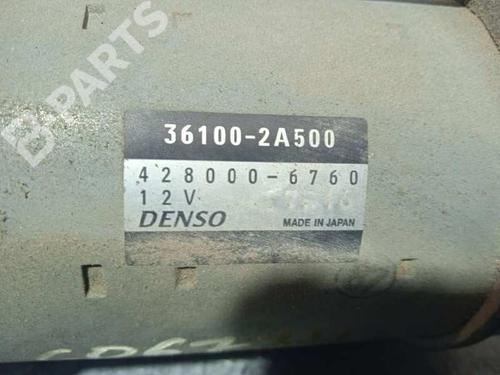 B PARTS
36100-2A500
428000-6760
12V
DENSO
MADE IN JAPAN